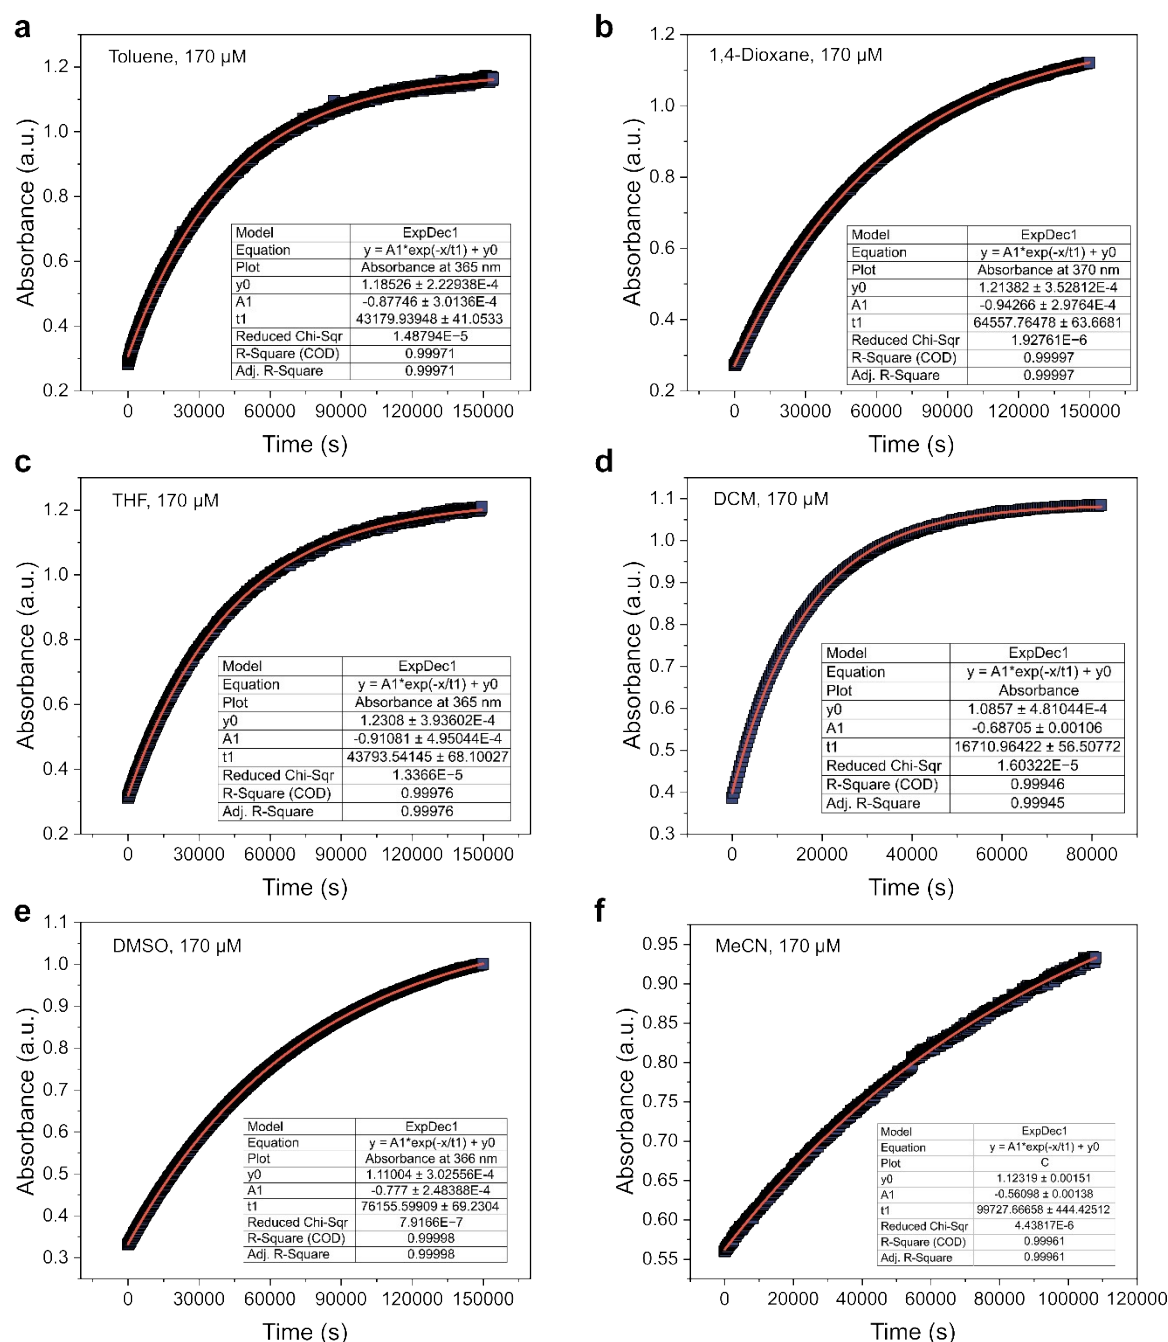 a
Toluene, 170 µM
Absorbance (a.u.)
1.2
1.0
0.8
0.6
0.4
0.2
Model ExpDec1
Equation y = A1*exp(-x/t1) + y0
Plot Absorbance at 365 nm
y0 1.18526 ± 2.22938E-4
A1 -0.87746 ± 3.0136E-4
t1 43179.93948 ± 41.0533
Reduced Chi-Sqr 1.48794E−5
R-Square (COD) 0.99971
Adj. R-Square 0.99971
0 30000 60000 90000 120000 150000
Time (s)
b
1,4-Dioxane, 170 µM
Absorbance (a.u.)
1.2
1.0
0.8
0.6
0.4
0.2
Model ExpDec1
Equation y = A1*exp(-x/t1) + y0
Plot Absorbance at 370 nm
y0 1.21382 ± 3.52812E-4
A1 -0.94266 ± 2.9764E-4
t1 64557.76478 ± 63.6681
Reduced Chi-Sqr 1.92761E-6
R-Square (COD) 0.99997
Adj. R-Square 0.99997
0 30000 60000 90000 120000 150000
Time (s)
c
THF, 170 µM
Absorbance (a.u.)
1.2
1.0
0.8
0.6
0.4
0.2
Model ExpDec1
Equation y = A1*exp(-x/t1) + y0
Plot Absorbance at 365 nm
y0 1.2308 ± 3.93602E-4
A1 -0.91081 ± 4.95044E-4
t1 43793.54145 ± 68.10027
Reduced Chi-Sqr 1.3366E-5
R-Square (COD) 0.99976
Adj. R-Square 0.99976
0 30000 60000 90000 120000 150000
Time (s)
d
DCM, 170 µM
Absorbance (a.u.)
1.1
1.0
0.9
0.8
0.7
0.6
0.5
0.4
0.3
Model ExpDec1
Equation y = A1*exp(-x/t1) + y0
Plot Absorbance
y0 1.0857 ± 4.81044E-4
A1 -0.68705 ± 0.00106
t1 16710.96422 ± 56.50772
Reduced Chi-Sqr 1.60322E−5
R-Square (COD) 0.99946
Adj. R-Square 0.99945
0 20000 40000 60000 80000
Time (s)
e
DMSO, 170 µM
Absorbance (a.u.)
1.1
1.0
0.9
0.8
0.7
0.6
0.5
0.4
0.3
Model ExpDec1
Equation y = A1*exp(-x/t1) + y0
Plot Absorbance at 366 nm
y0 1.11004 ± 3.02556E-4
A1 -0.777 ± 2.48388E-4
t1 76155.59909 ± 69.2304
Reduced Chi-Sqr 7.9166E-7
R-Square (COD) 0.99998
Adj. R-Square 0.99998
0 30000 60000 90000 120000 150000
Time (s)
f
MeCN, 170 µM
Absorbance (a.u.)
0.95
0.90
0.85
0.80
0.75
0.70
0.65
0.60
0.55
Model ExpDec1
Equation y = A1*exp(-x/t1) + y0
Plot C
y0 1.12319 ± 0.00151
A1 -0.56098 ± 0.00138
t1 99727.66658 ± 444.42512
Reduced Chi-Sqr 4.43817E-6
R-Square (COD) 0.99961
Adj. R-Square 0.99961
0 20000 40000 60000 80000 100000 120000
Time (s)